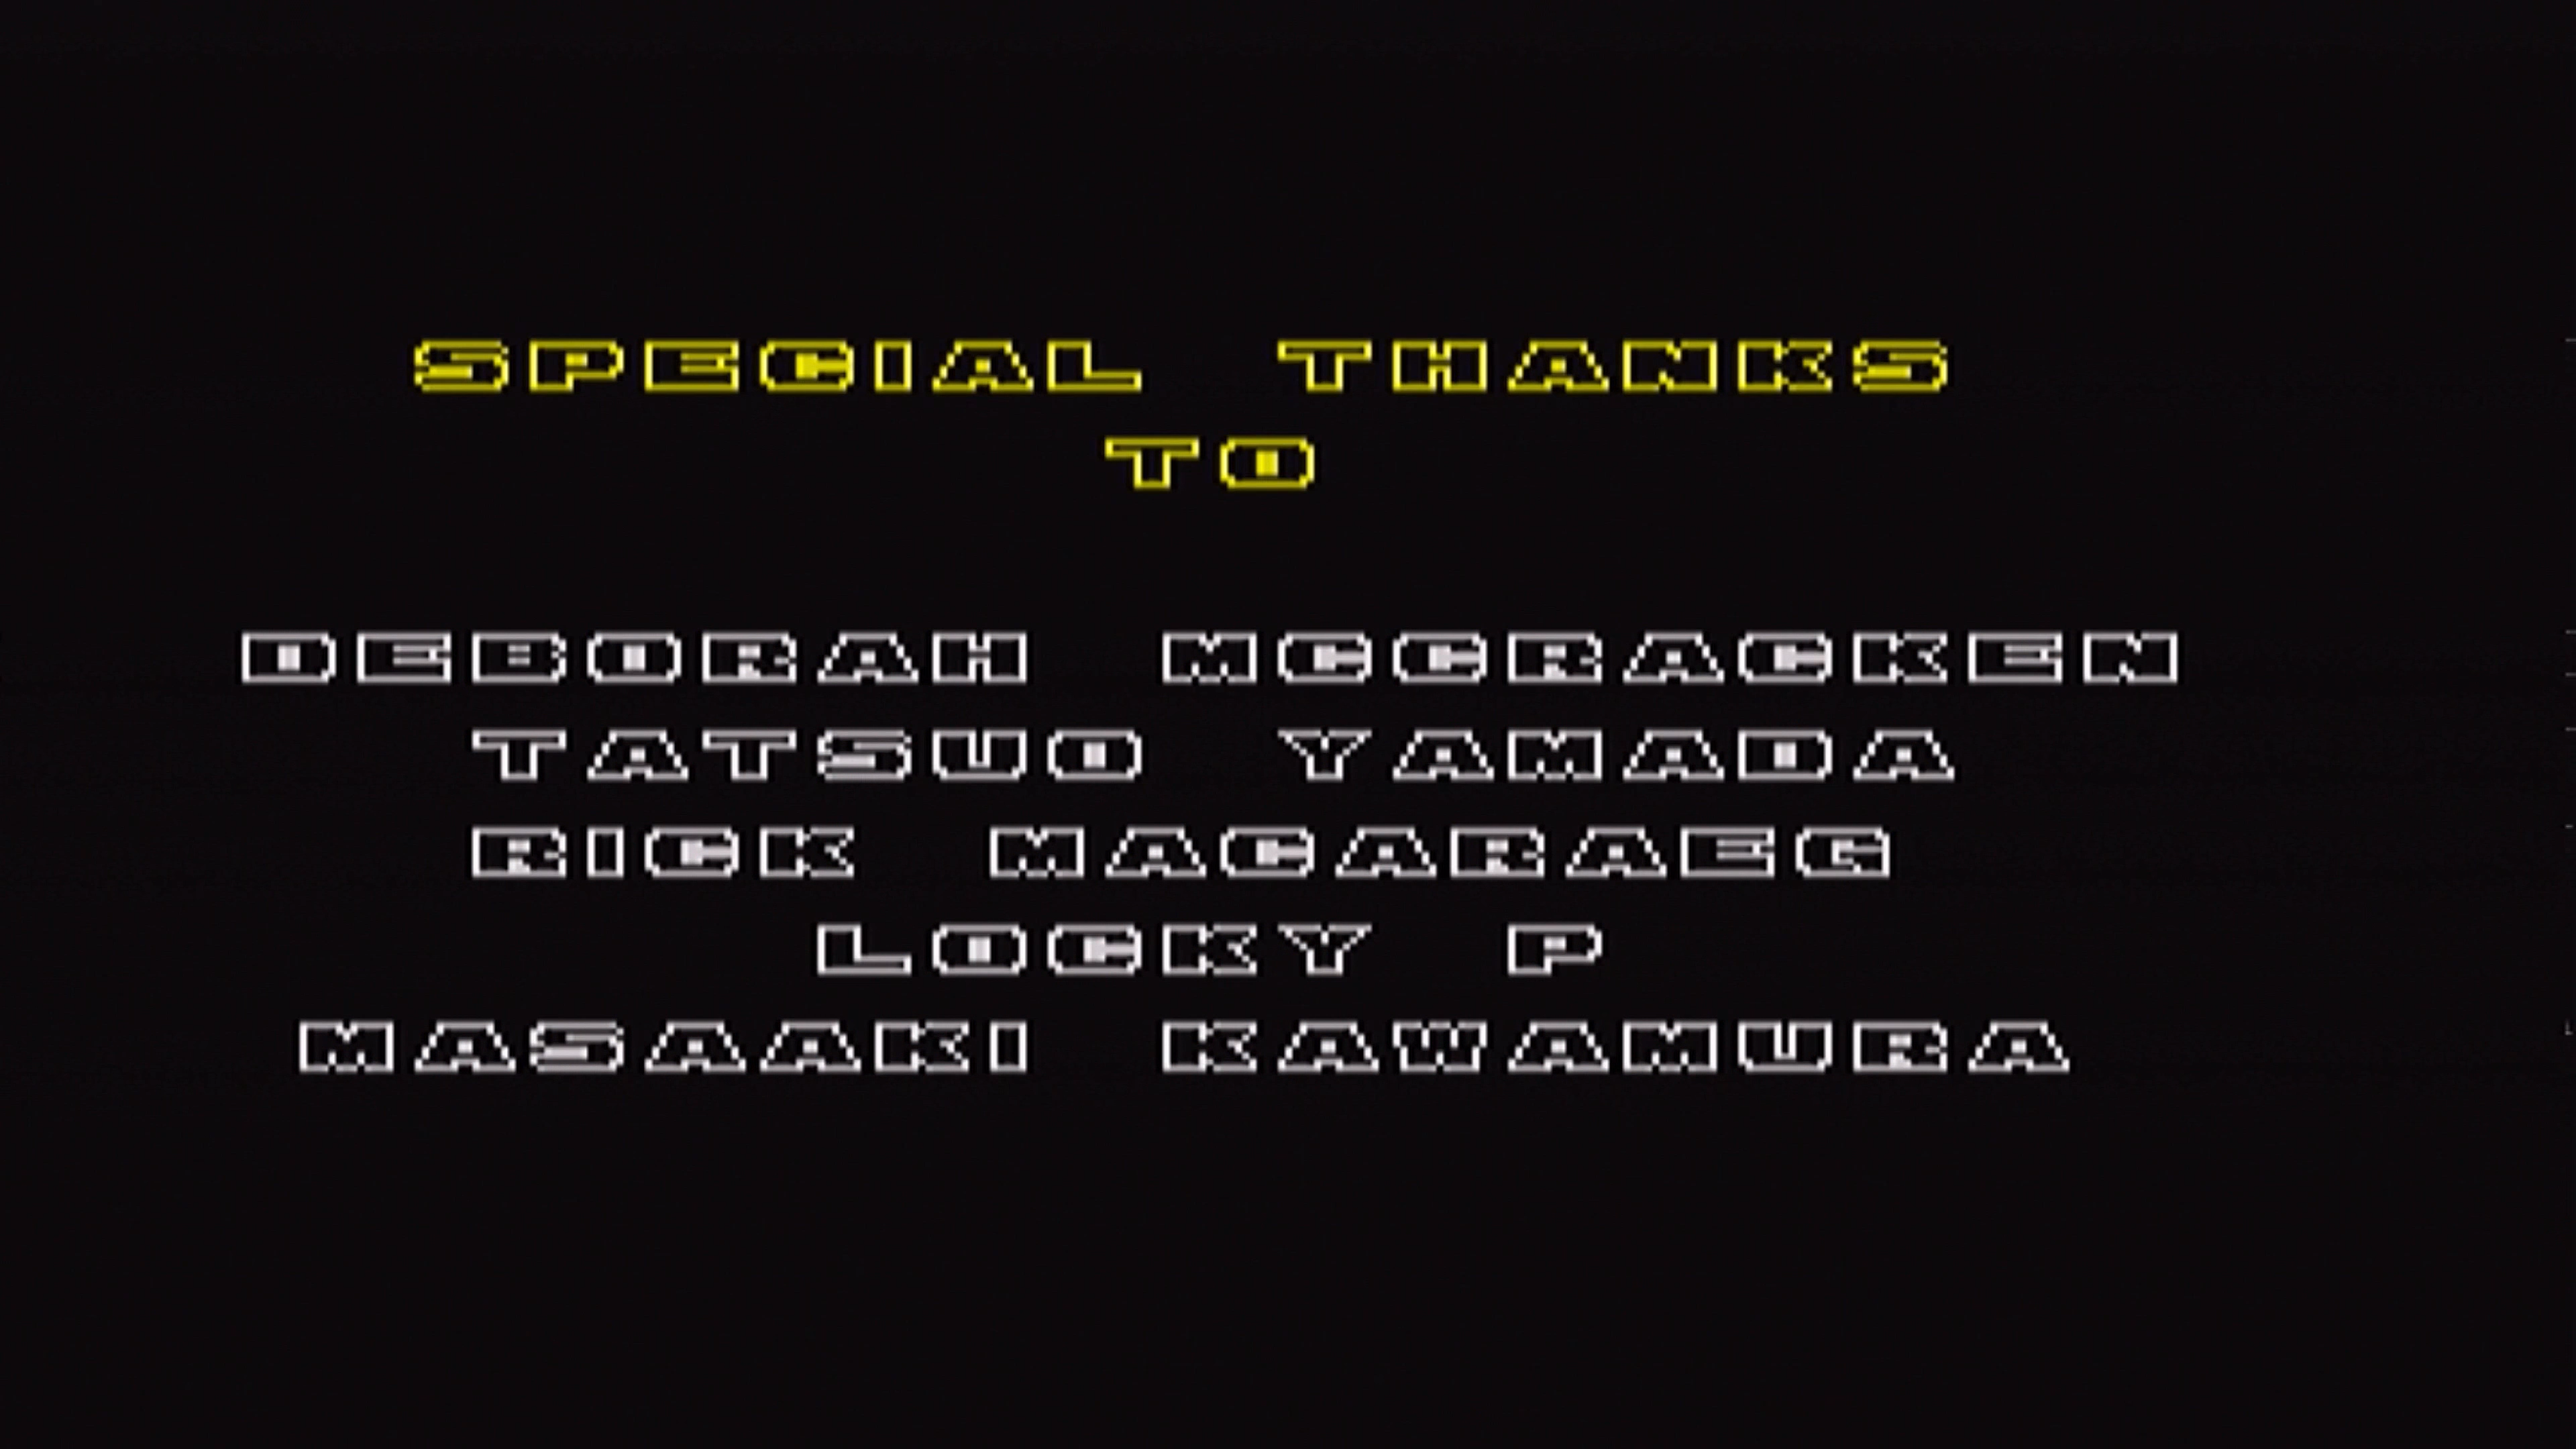 SPECIAL THANKS
TO
DEBORAH MCCRACKEN
TATSUO YAMADA
RICK MACARAEG
LOCKY P
MASAAKI KAWAMURA